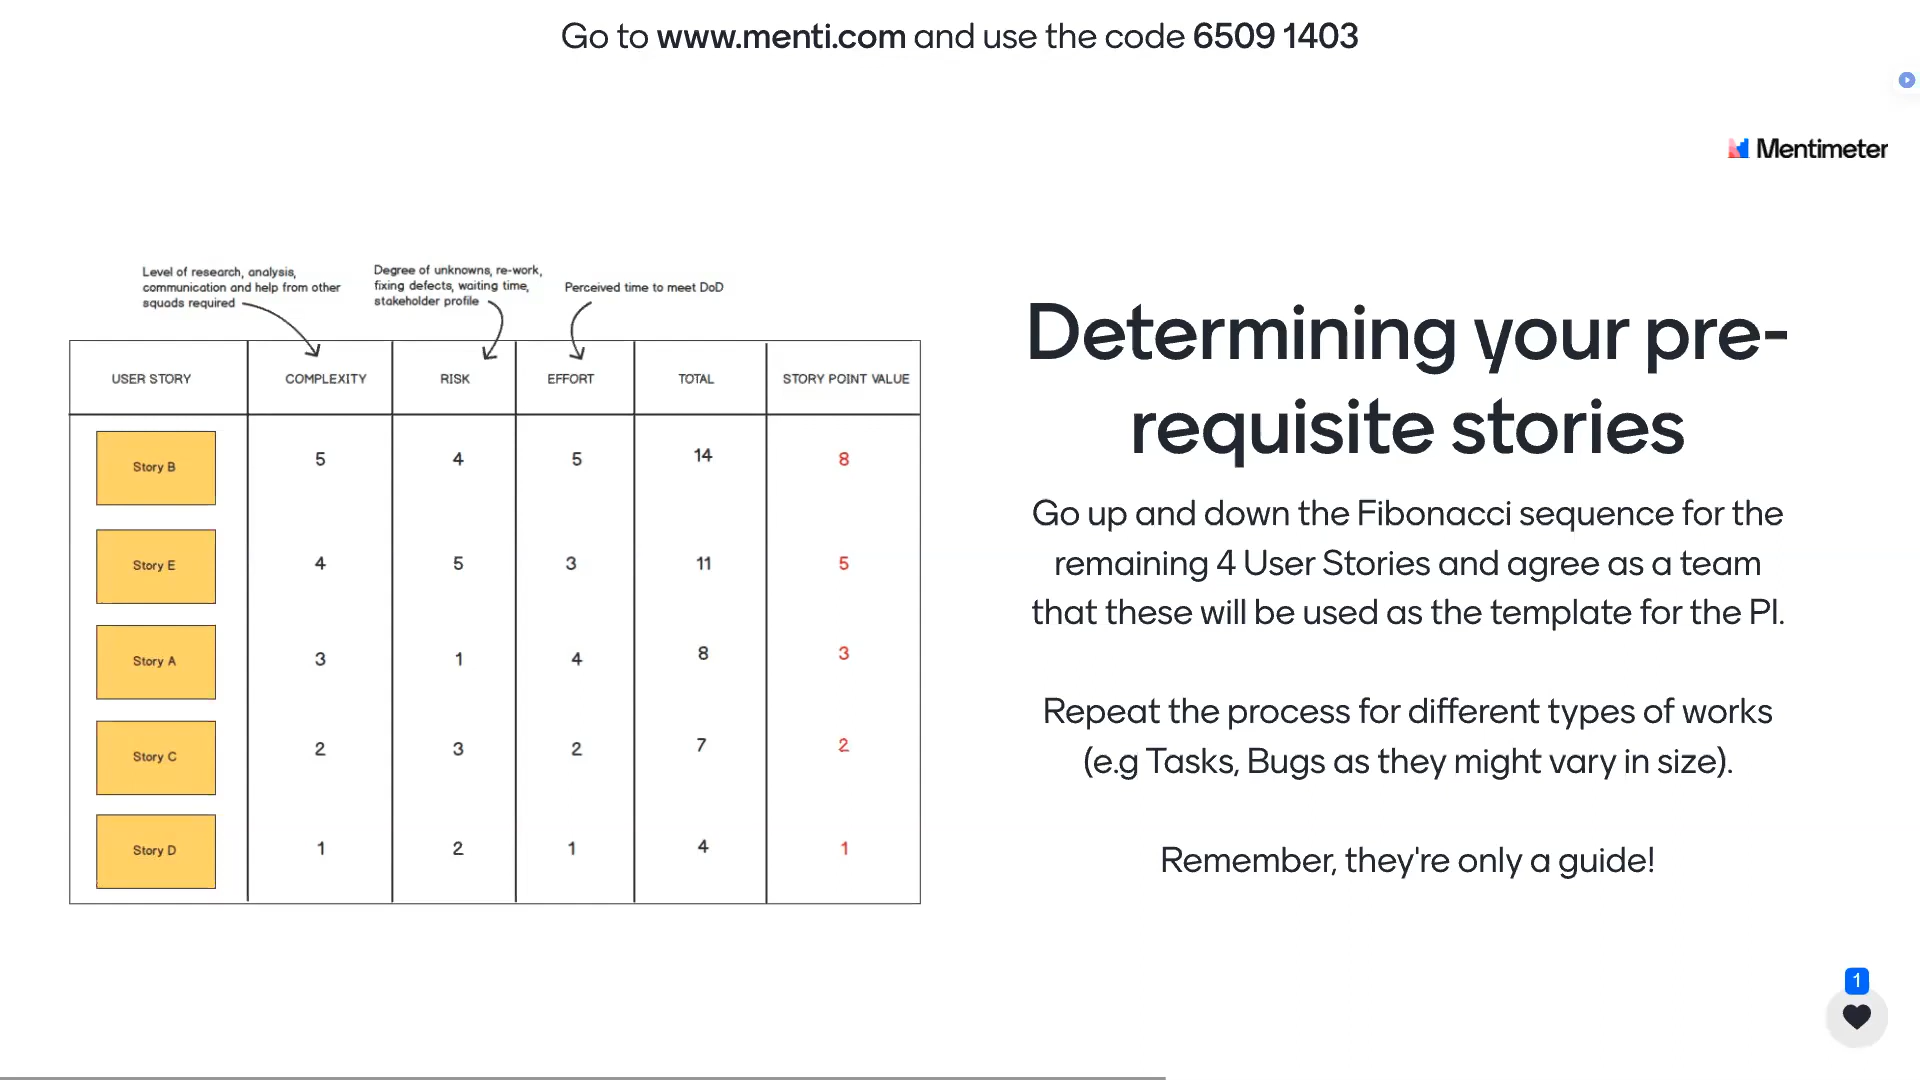 Go to www.menti.com and use the code 6509 1403
Mentimeter
Level of research, analysis,
communication and help from other
squads required
Degree of unknowns, re-work,
fixing defects, waiting time,
stakeholder profile
Perceived time to meet DoD
USER STORY COMPLEXITY RISK EFFORT TOTAL STORY POINT VALUE
Story B 5 4 5 14 8
Story E 4 5 3 11 5
Story A 3 1 4 8 3
Story C 2 3 2 7 2
Story D 1 2 1 4 1
Determining your pre-
requisite stories
Go up and down the Fibonacci sequence for the
remaining 4 User Stories and agree as a team
that these will be used as the template for the PI.
Repeat the process for different types of works
(e.g Tasks, Bugs as they might vary in size).
Remember, they're only a guide!
1